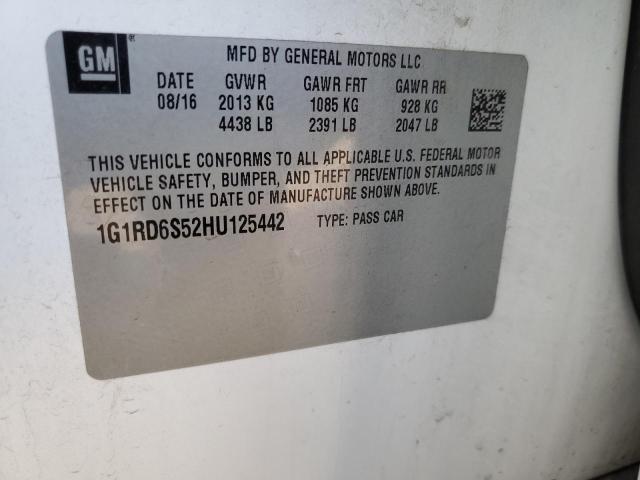 GM
MFD BY GENERAL MOTORS LLC
DATE GVWR GAWR FRT GAWR RR
08/16 2013 KG 1085 KG 928 KG
4438 LB 2391 LB 2047 LB
THIS VEHICLE CONFORMS TO ALL APPLICABLE U.S. FEDERAL MOTOR
VEHICLE SAFETY, BUMPER, AND THEFT PREVENTION STANDARDS IN
EFFECT ON THE DATE OF MANUFACTURE SHOWN ABOVE.
1G1RD6S52HU125442 TYPE: PASS CAR